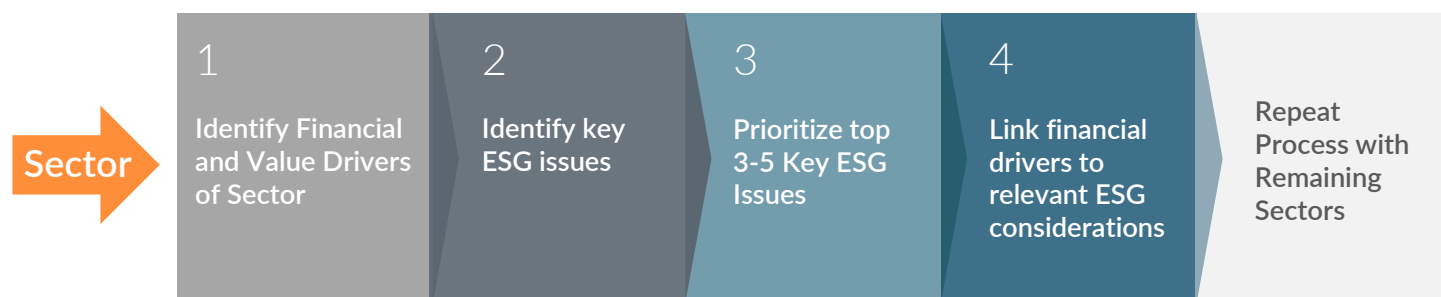 Sector
1
Identify Financial
and Value Drivers
of Sector
2
Identify key
ESG issues
3
Prioritize top
3-5 Key ESG
Issues
4
Link financial
drivers to
relevant ESG
considerations
Repeat
Process with
Remaining
Sectors